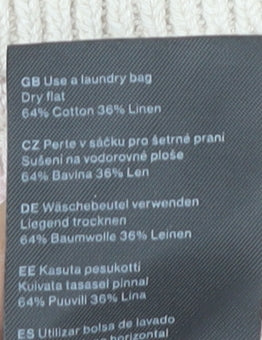 GB Use a laundry bag
Dry flat
64% Cotton 36% Linen
CZ Perte v sáčku pro šetrné praní
Sušení na vodorovné ploše
64% Bavlna 36% Len
DE Wäschebeutel verwenden
Liegend trocknen
64% Baumwolle 36% Leinen
EE Kasuta pesukotti
Kuivata tasasel pinnal
64% Puuvill 36% Lina
ES Utilizar bolsa de lavado
horizontal